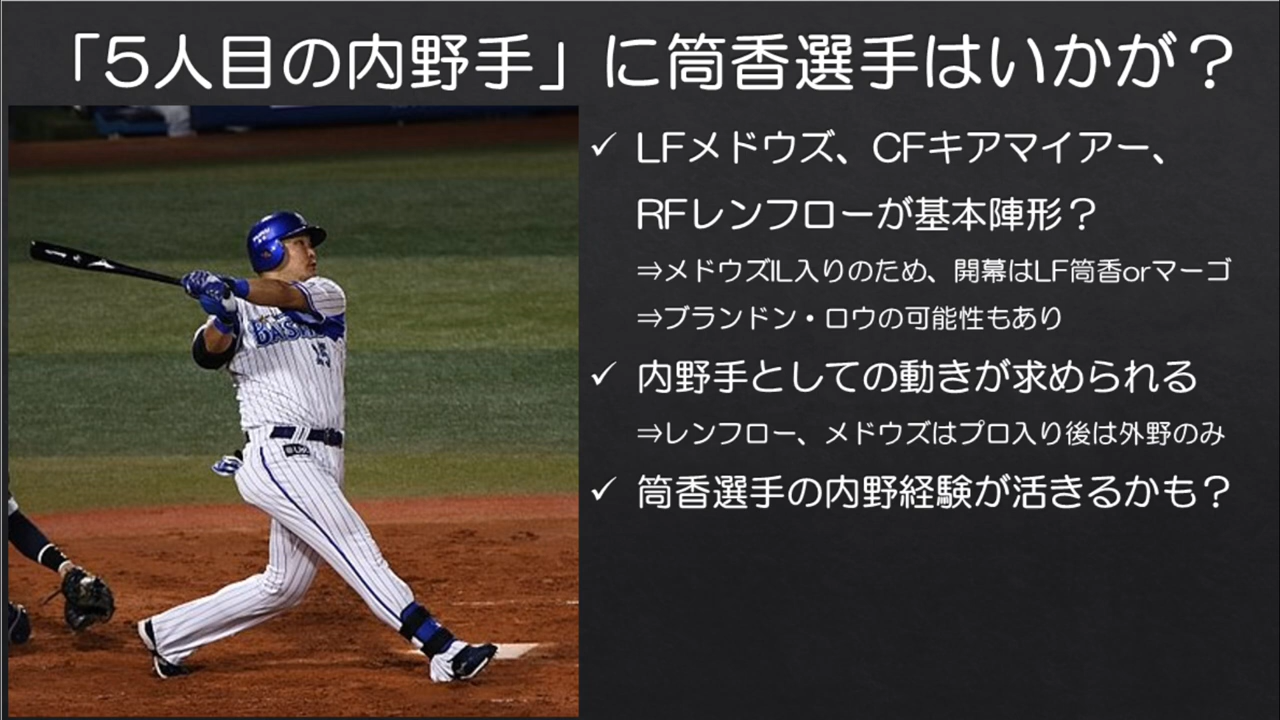 「5人目の内野手」に筒香選手はいかが？
✓ LFメドウズ、CFキアマイアー、
RFレンフローが基本陣形？
⇒メドウズIL入りのため、開幕はLF筒香orマーゴ
⇒ブランドン・ロウの可能性もあり
✓ 内野手としての動きが求められる
⇒レンフロー、メドウズはプロ入り後は外野のみ
✓ 筒香選手の内野経験が活きるかも？
15